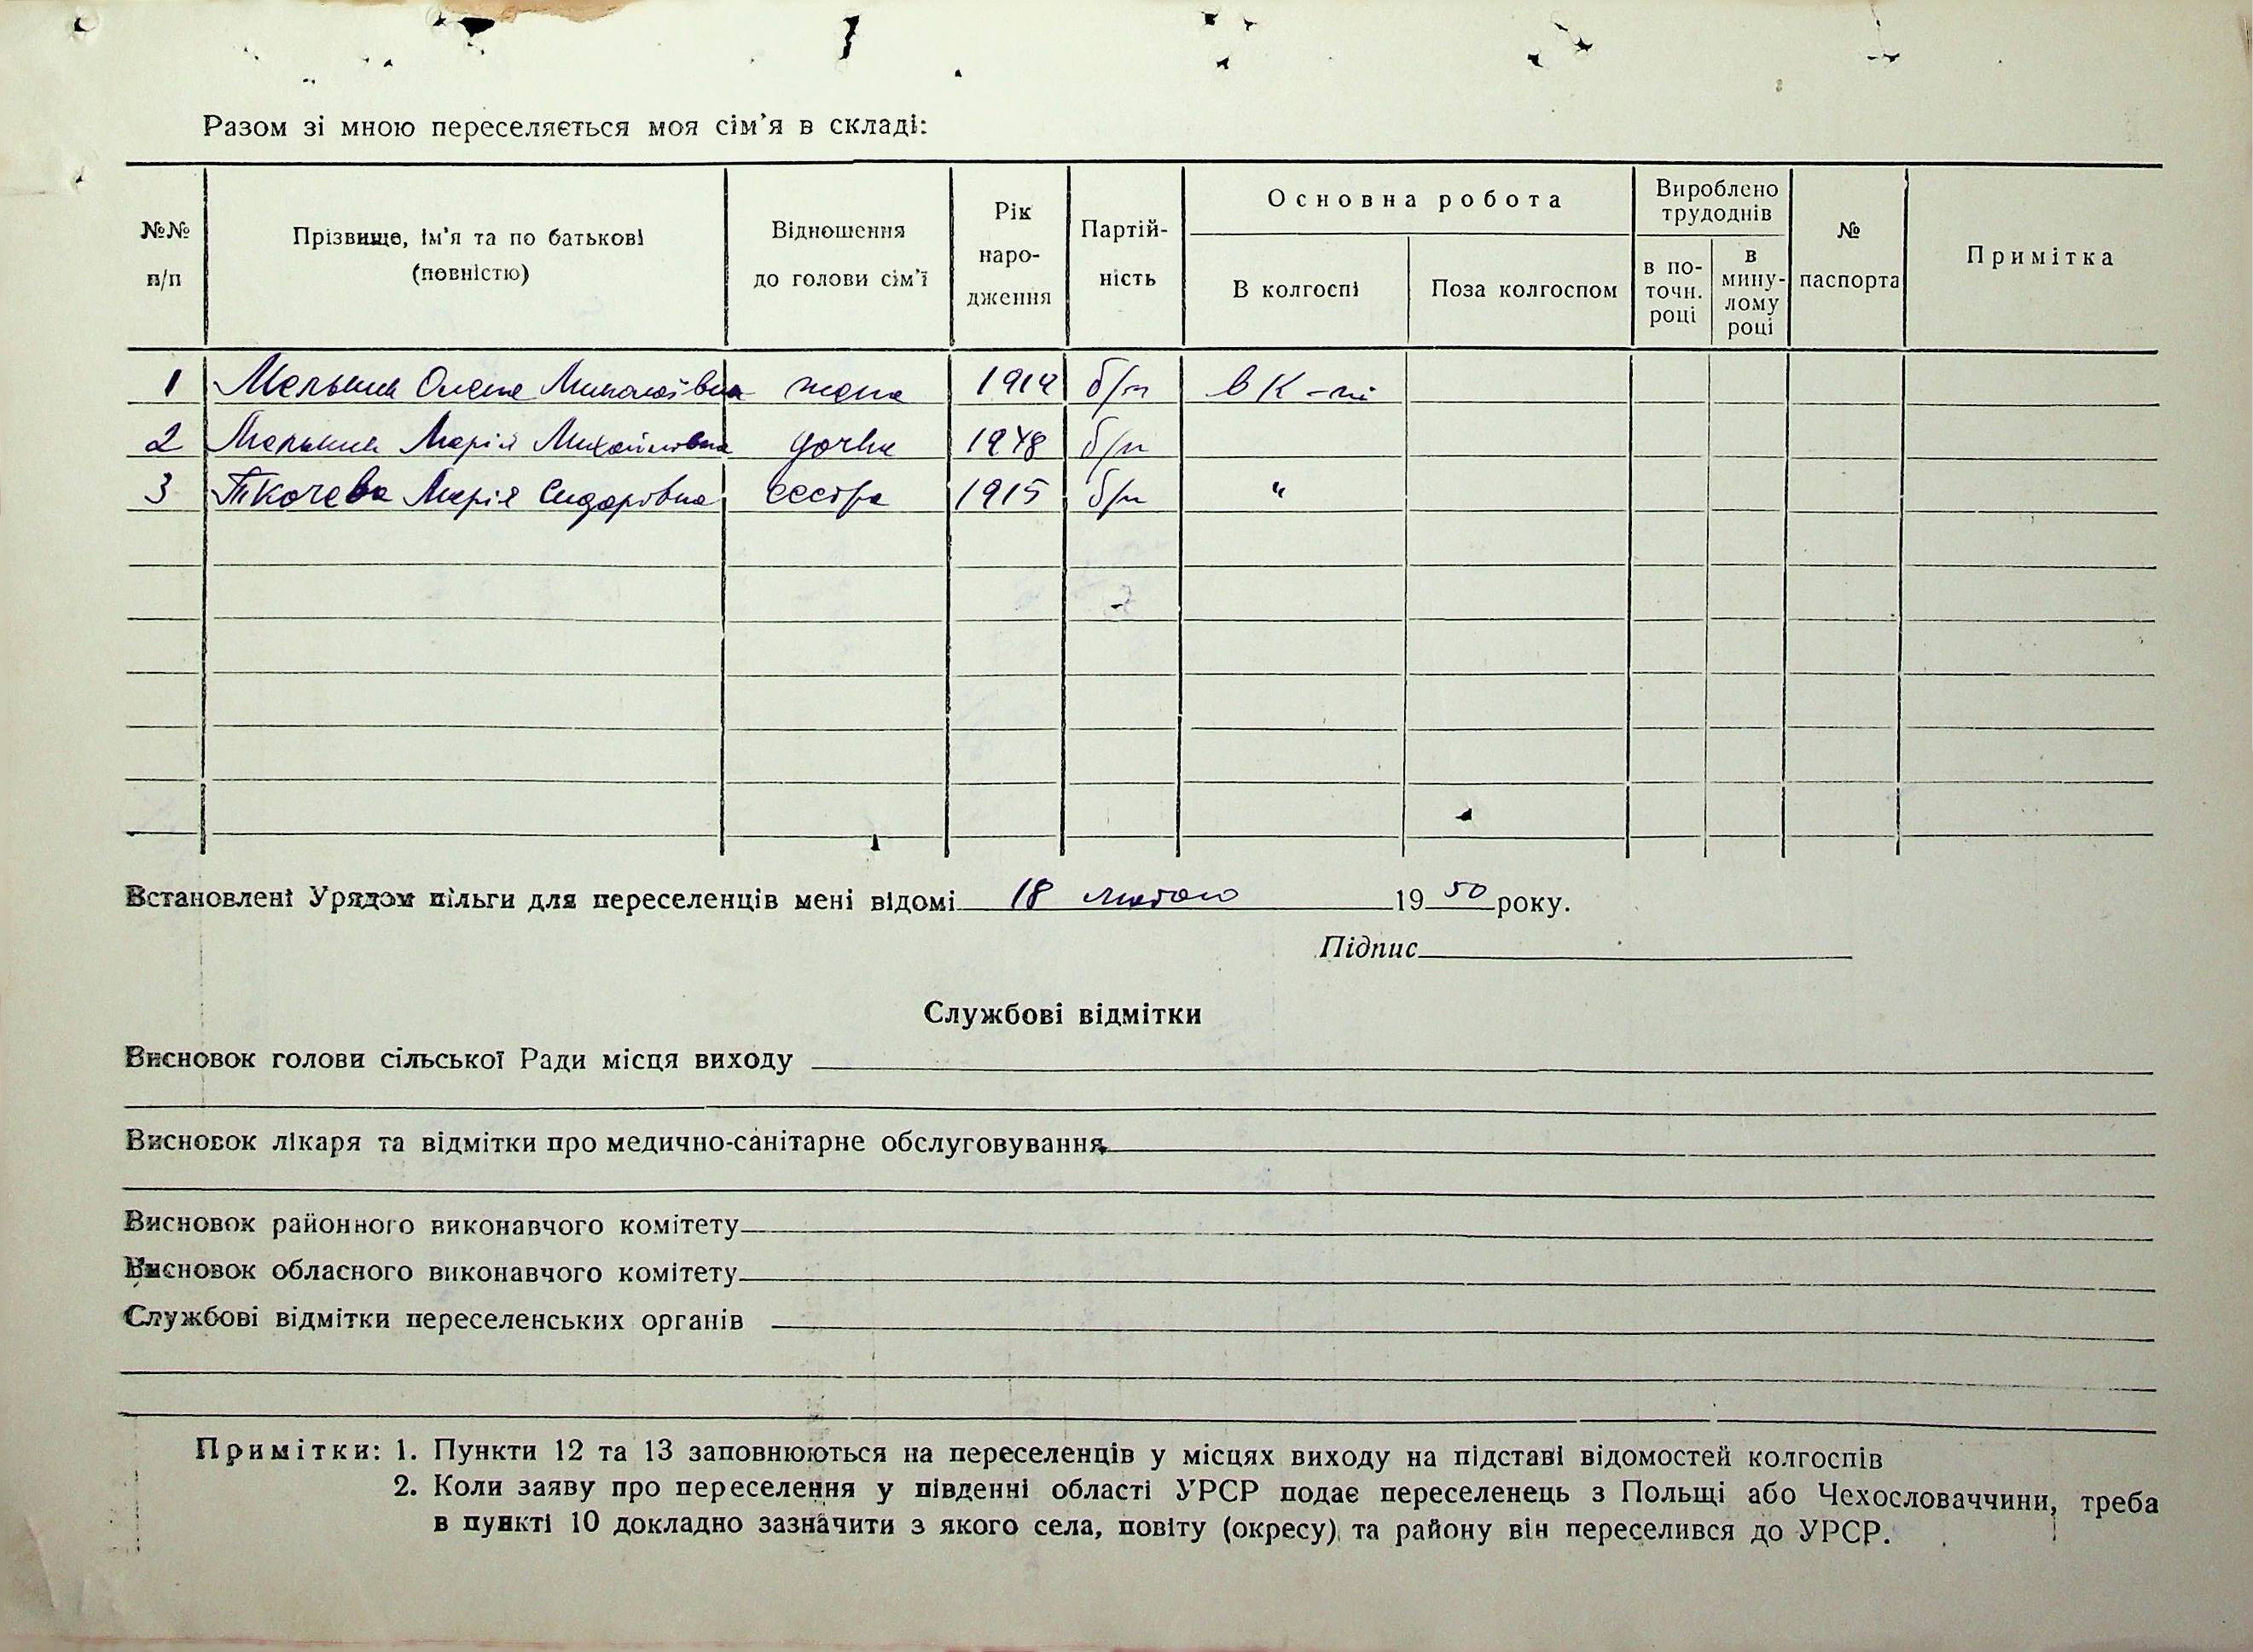 Разом зі мною переселяється моя сім'я в складі:
№№ п/п
Прізвище, ім'я та по батькові (повністю)
Відношення до голови сім'ї
Рік народження
Партійність
Основна робота
В колгоспі
Поза колгоспом
Вироблено трудоднів
в поточн. році
в минулому році
№ паспорта
Примітка
1 Мельник Олена Миколаївна жона б/п в К-пі
2 Мельник Марія Михайлівна дочка 1948 б/п
3 Ткачева Марія Сидорівна сестра 1915 б/п "
Встановлені Урядом пільги для переселенців мені відомі 18 лютого 1950 року.
Підпис
Службові відмітки
Висновок голови сільської Ради місця виходу
Висновок лікаря та відмітки про медично-санітарне обслуговування
Висновок районного виконавчого комітету
Висновок обласного виконавчого комітету
Службові відмітки переселенських органів
Примітки: 1. Пункти 12 та 13 заповнюються на переселенців у місцях виходу на підставі відомостей колгоспів
2. Коли заяву про переселення у південні області УРСР подає переселенець з Польщі або Чехословаччини, треба
в пункті 10 докладно зазначити з якого села, повіту (окресу) та району він переселився до УРСР.